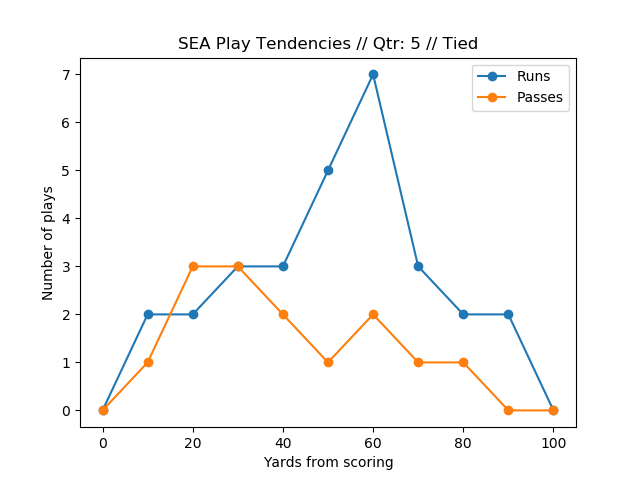 SEA Play Tendencies // Qtr: 5 // Tied
Runs
Passes
Number of plays
7
6
5
4
3
2
1
0
0 20 40 60 80 100
Yards from scoring